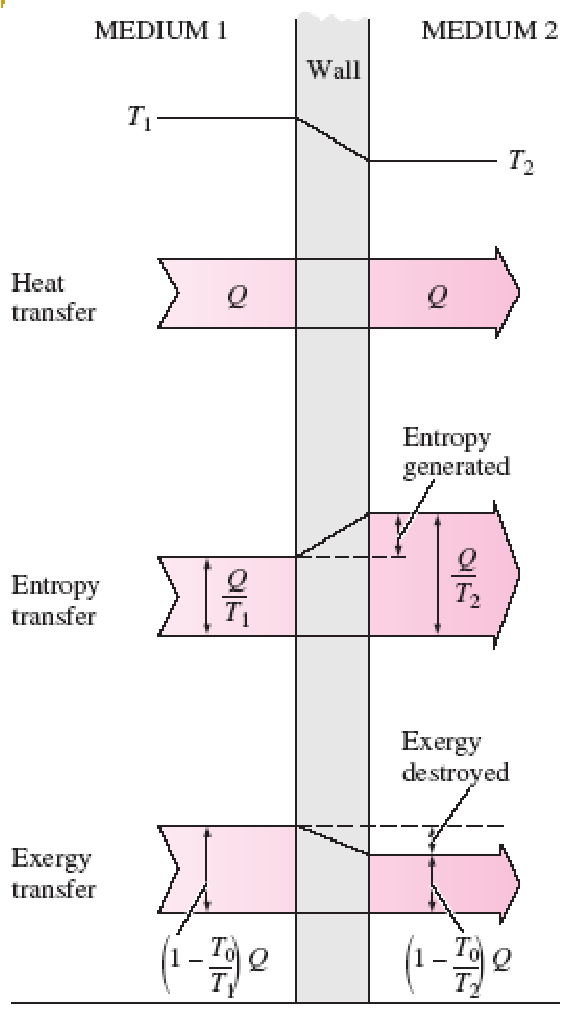 MEDIUM 1
MEDIUM 2
Wall
T₁
T₂
Heat
transfer
Q
Q
Entropy
generated
Entropy
transfer
Q
T₁
Q
T₂
Exergy
destroyed
Exergy
transfer
(1 – T₀/T₁) Q
(1 – T₀/T₂) Q